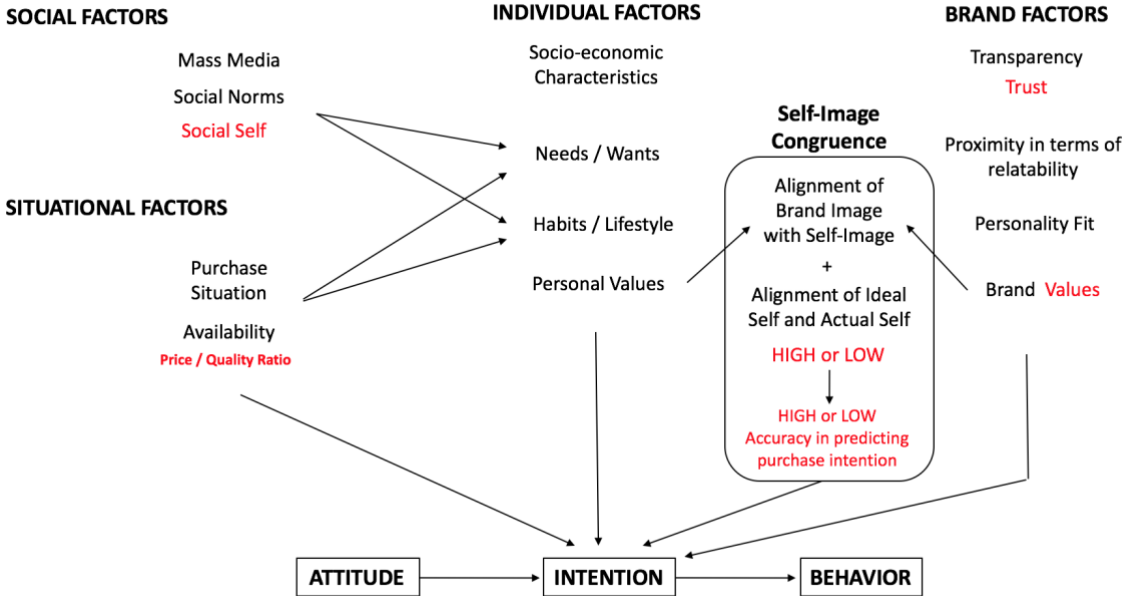 SOCIAL FACTORS
Mass Media
Social Norms
Social Self
SITUATIONAL FACTORS
Purchase
Situation
Availability
Price / Quality Ratio
INDIVIDUAL FACTORS
Socio-economic
Characteristics
Needs / Wants
Habits / Lifestyle
Personal Values
Self-Image
Congruence
Alignment of
Brand Image
with Self-Image
+
Alignment of Ideal
Self and Actual Self
HIGH or LOW
HIGH or LOW
Accuracy in predicting
purchase intention
BRAND FACTORS
Transparency
Trust
Proximity in terms of
relatability
Personality Fit
Brand Values
ATTITUDE
INTENTION
BEHAVIOR